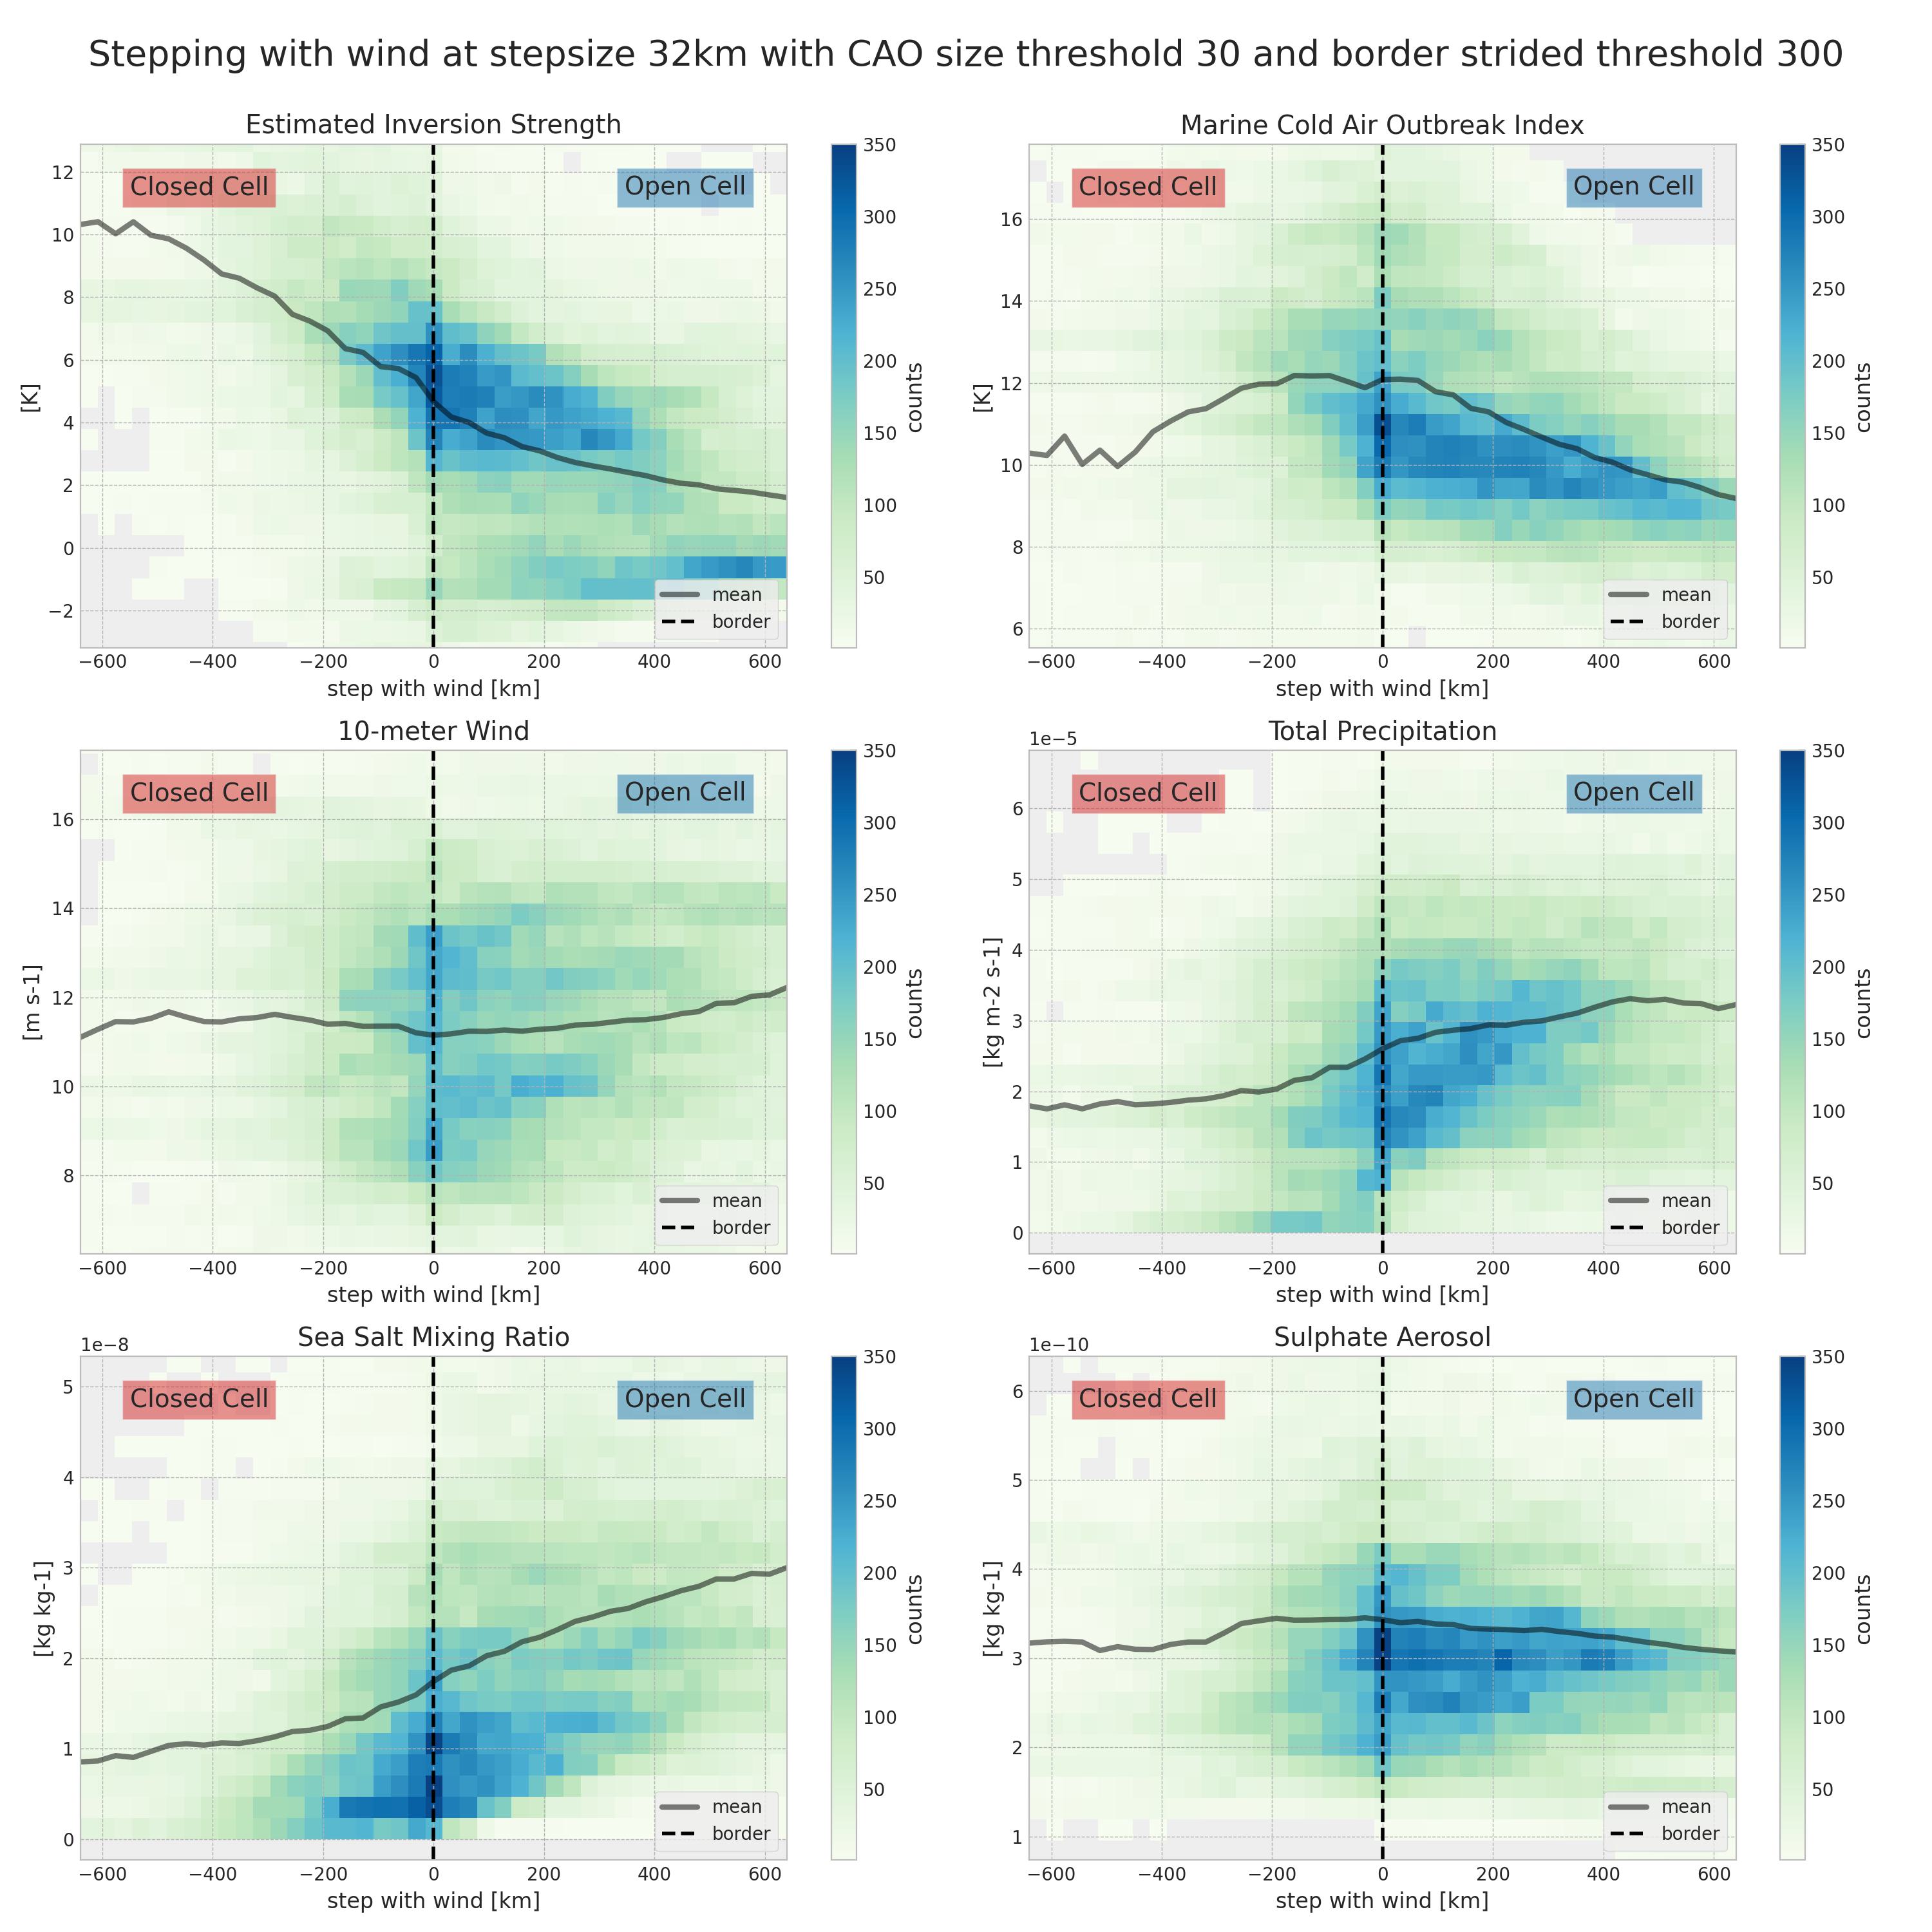 Stepping with wind at stepsize 32km with CAO size threshold 30 and border strided threshold 300
Estimated Inversion Strength
Closed Cell
Open Cell
12
10
8
6
4
2
0
−2
[K]
−600
−400
−200
0
200
400
600
step with wind [km]
mean
border
350
300
250
200
150
100
50
counts
Marine Cold Air Outbreak Index
Closed Cell
Open Cell
16
14
12
10
8
6
[K]
−600
−400
−200
0
200
400
600
step with wind [km]
mean
border
350
300
250
200
150
100
50
counts
10-meter Wind
Closed Cell
Open Cell
16
14
12
10
8
[m s-1]
−600
−400
−200
0
200
400
600
step with wind [km]
mean
border
350
300
250
200
150
100
50
counts
Total Precipitation
1e−5
Closed Cell
Open Cell
6
5
4
3
2
1
0
[kg m-2 s-1]
−600
−400
−200
0
200
400
600
step with wind [km]
mean
border
350
300
250
200
150
100
50
counts
Sea Salt Mixing Ratio
1e−8
Closed Cell
Open Cell
5
4
3
2
1
0
[kg kg-1]
−600
−400
−200
0
200
400
600
step with wind [km]
mean
border
350
300
250
200
150
100
50
counts
Sulphate Aerosol
1e−10
Closed Cell
Open Cell
6
5
4
3
2
1
[kg kg-1]
−600
−400
−200
0
200
400
600
step with wind [km]
mean
border
350
300
250
200
150
100
50
counts